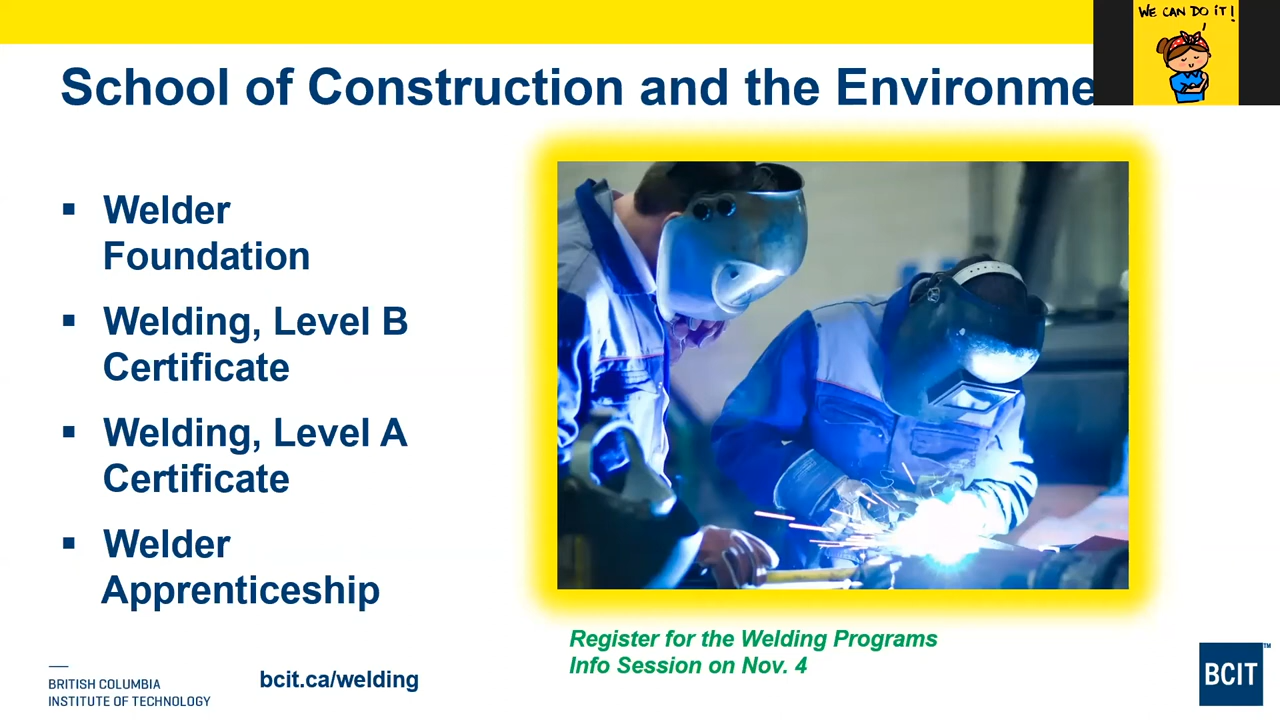 WE CAN DO IT!
School of Construction and the Environme
▪ Welder
Foundation
▪ Welding, Level B
Certificate
▪ Welding, Level A
Certificate
▪ Welder
Apprenticeship
Register for the Welding Programs
Info Session on Nov. 4
BRITISH COLUMBIA
INSTITUTE OF TECHNOLOGY
bcit.ca/welding
BCIT™